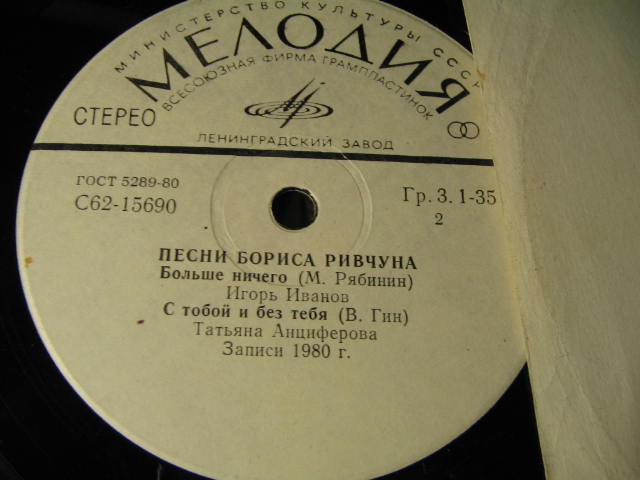 МИНИСТЕРСТВО КУЛЬТУРЫ СССР
МЕЛОДИЯ
ВСЕСОЮЗНАЯ ФИРМА ГРАМПЛАСТИНОК
СТЕРЕО
ЛЕНИНГРАДСКИЙ ЗАВОД
ГОСТ 5289-80
С62-15690
Гр. 3. 1-35
2
ПЕСНИ БОРИСА РИВЧУНА
Больше ничего (М. Рябинин)
Игорь Иванов
С тобой и без тебя (В. Гин)
Татьяна Анциферова
Записи 1980 г.